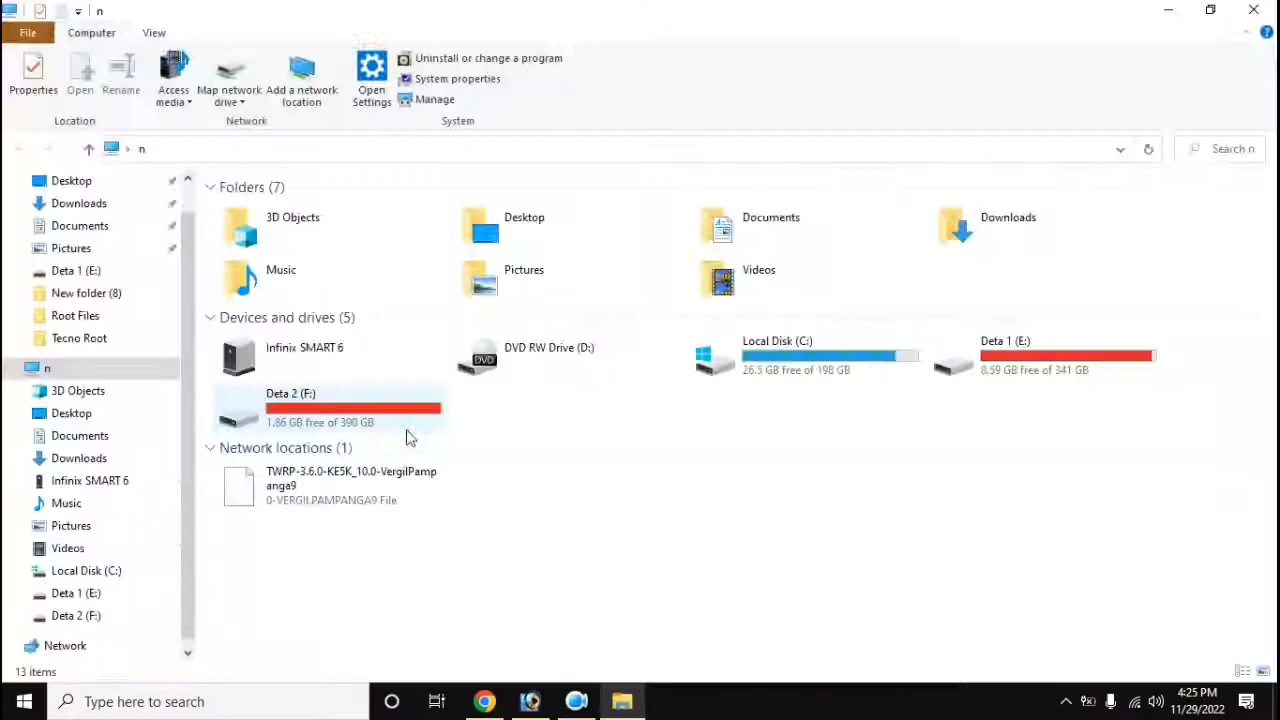 n
File Computer View
Properties Open Rename Access media Map network drive Add a network location Open Settings
Uninstall or change a program
System properties
Manage
Location Network System
n
Search n
Desktop
Downloads
Documents
Pictures
Deta 1 (E:)
New folder (8)
Root Files
Tecno Root
n
3D Objects
Desktop
Documents
Downloads
Infinix SMART 6
Music
Pictures
Videos
Local Disk (C:)
Deta 1 (E:)
Deta 2 (F:)
Network
Folders (7)
3D Objects
Desktop
Documents
Downloads
Music
Pictures
Videos
Devices and drives (5)
Infinix SMART 6
DVD
DVD RW Drive (D:)
Local Disk (C:)
26.5 GB free of 198 GB
Deta 1 (E:)
8.59 GB free of 341 GB
Deta 2 (F:)
1.86 GB free of 390 GB
Network locations (1)
TWRP-3.6.0-KE5K_10.0-VergilPamp
anga9
0-VERGILPAMPANGA9 File
13 items
Type here to search
4:25 PM
11/29/2022